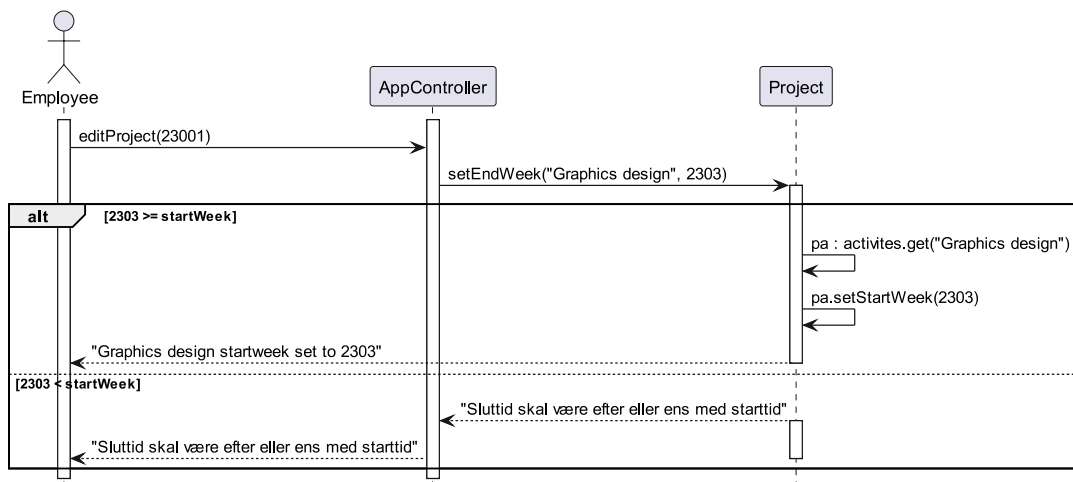 Employee
AppController
Project
editProject(23001)
setEndWeek("Graphics design", 2303)
alt
[2303 >= startWeek]
pa : activites.get("Graphics design")
pa.setStartWeek(2303)
"Graphics design startweek set to 2303"
[2303 < startWeek]
"Sluttid skal være efter eller ens med starttid"
"Sluttid skal være efter eller ens med starttid"